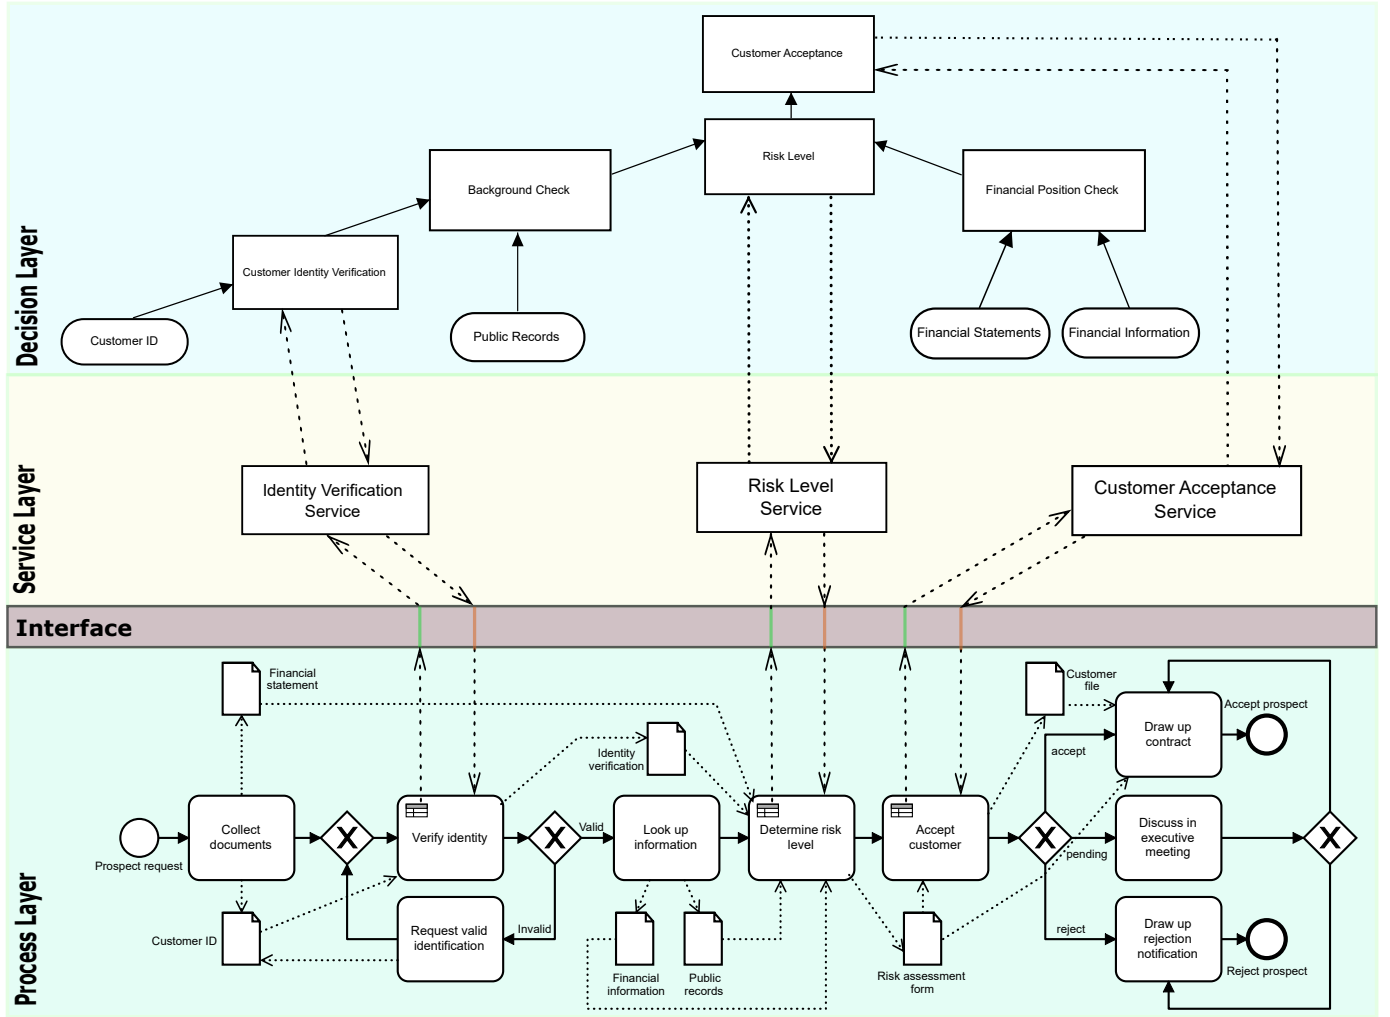 Decision Layer
Customer Acceptance
Risk Level
Background Check
Financial Position Check
Customer Identity Verification
Customer ID
Public Records
Financial Statements
Financial Information
Service Layer
Identity Verification
Service
Risk Level
Service
Customer Acceptance
Service
Interface
Process Layer
Financial
statement
Customer
file
Identity
verification
Draw up
contract
Accept prospect
accept
Prospect request
Collect
documents
X
Verify identity
X
Valid
Look up
information
Determine risk
level
Accept
customer
X
pending
Discuss in
executive
meeting
X
Customer ID
Request valid
identification
Invalid
Financial
information
Public
records
Risk assessment
form
reject
Draw up
rejection
notification
Reject prospect